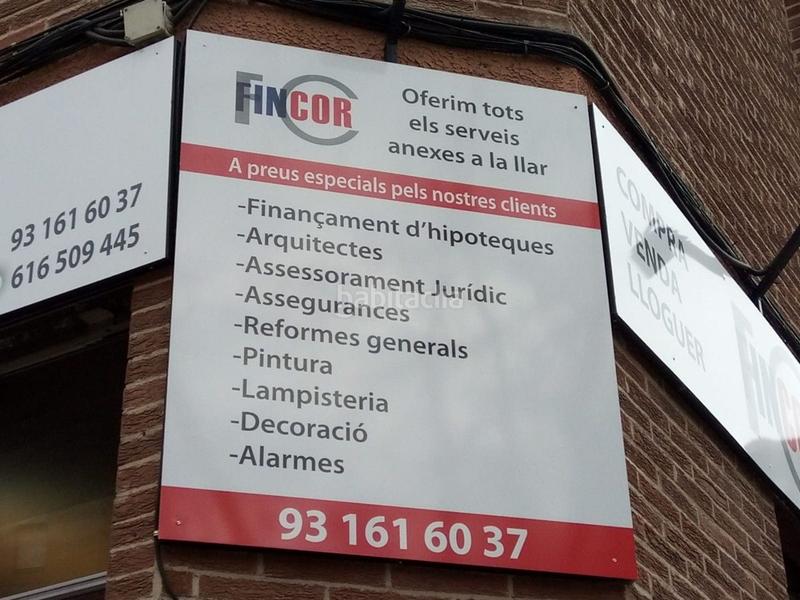 93 161 60 37
616 509 445
FINCOR
Oferim tots
els serveis
anexes a la llar
A preus especials pels nostres clients
-Finançament d'hipoteques
-Arquitectes
-Assessorament Jurídic
-Assegurances
-Reformes generals
-Pintura
-Lampisteria
-Decoració
-Alarmes
93 161 60 37
COMPRA
VENDA
LLOGUER
habitaclia